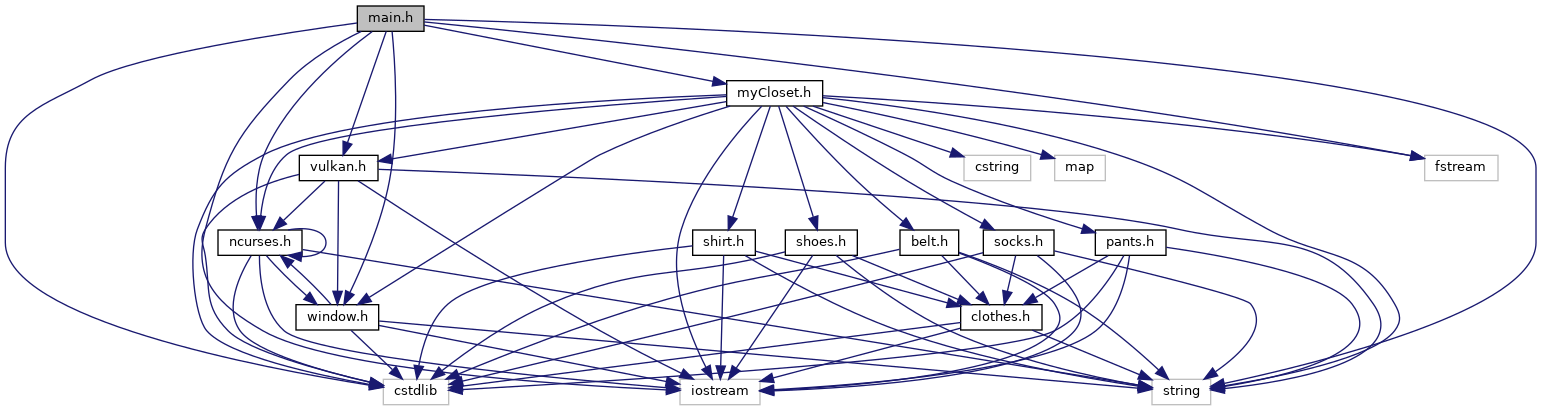 main.h
myCloset.h
vulkan.h
cstring
map
fstream
ncurses.h
shirt.h
shoes.h
belt.h
socks.h
pants.h
window.h
clothes.h
cstdlib
iostream
string